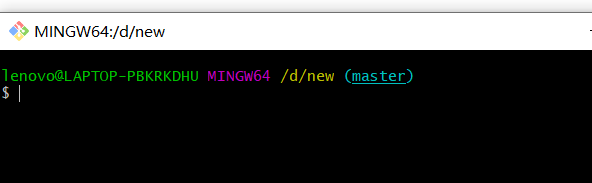 MINGW64:/d/new
lenovo@LAPTOP-PBKRKDHU MINGW64 /d/new (master)
$